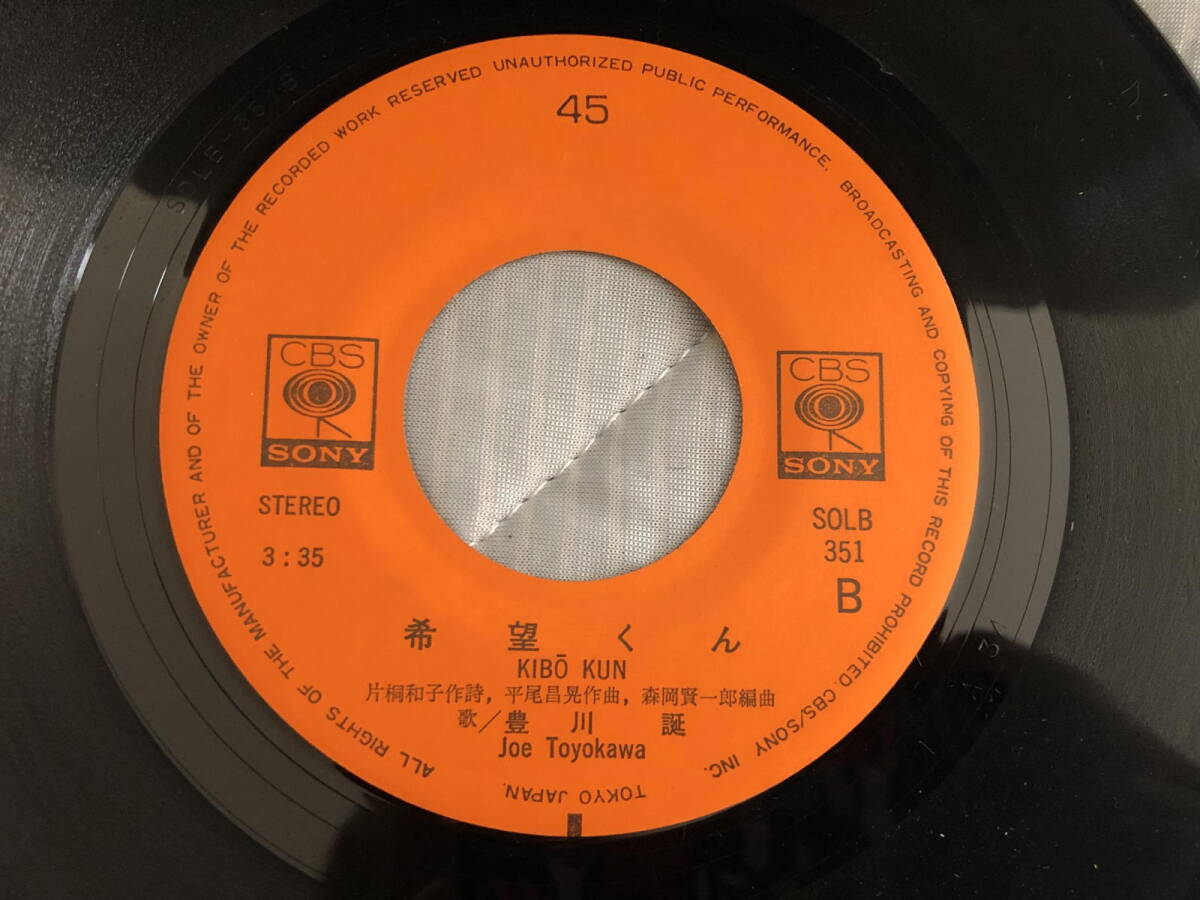 45
ALL RIGHTS OF THE MANUFACTURER AND OF THE OWNER OF THE RECORDED WORK RESERVED UNAUTHORIZED PUBLIC PERFORMANCE. BROADCASTING AND COPYING OF THIS RECORD PROHIBITED. CBS/SONY INC. TOKYO JAPAN.
CBS
SONY
CBS
SONY
STEREO
3:35
SOLB
351
B
希望くん
KIBŌ KUN
片桐和子作詩, 平尾昌晃作曲, 森岡賢一郎編曲
歌/豊川誕
Joe Toyokawa